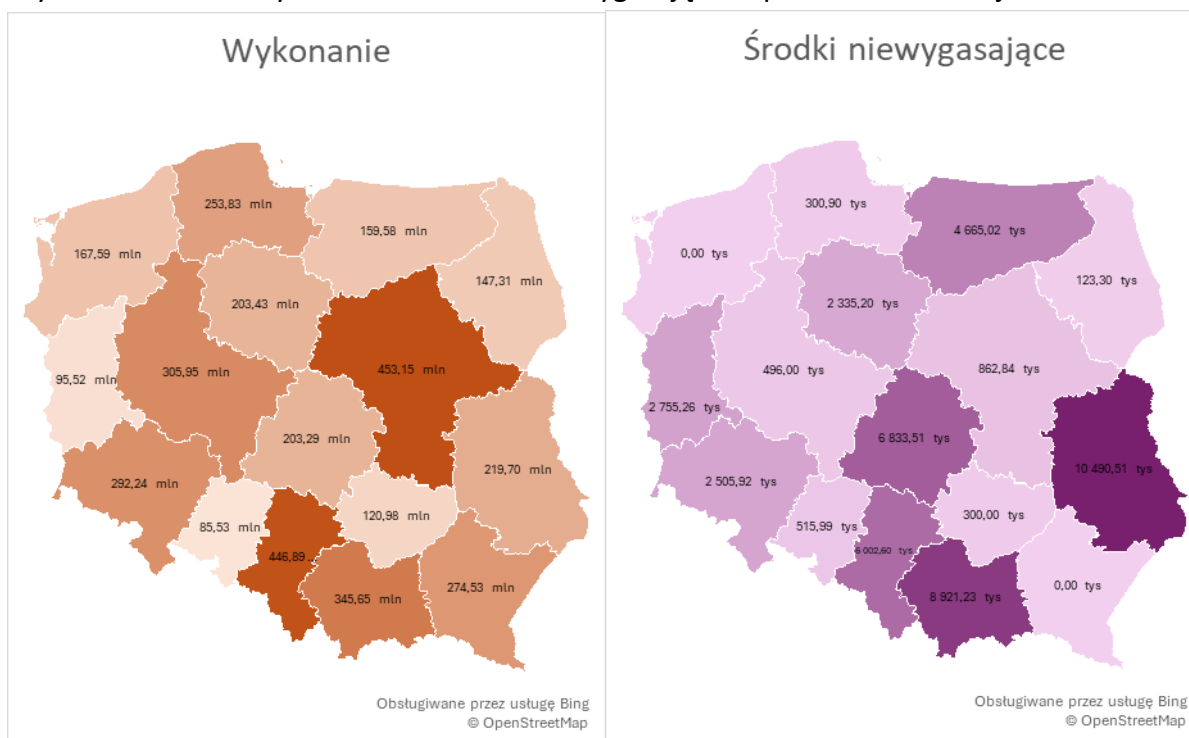 Wykonanie
253,83 mln
159,58 mln
167,59 mln
147,31 mln
203,43 mln
453,15 mln
305,95 mln
95,52 mln
203,29 mln
219,70 mln
292,24 mln
120,98 mln
85,53 mln
446,89 ...
274,53 mln
345,65 mln
Obsługiwane przez usługę Bing
© OpenStreetMap
Środki niewygasające
300,90 tys
4 665,02 tys
0,00 tys
123,30 tys
2 335,20 tys
862,84 tys
496,00 tys
2 755,26 tys
6 833,51 tys
10 490,51 tys
2 505,92 tys
300,00 tys
515,99 tys
6 002,60 tys
0,00 tys
8 921,23 tys
Obsługiwane przez usługę Bing
© OpenStreetMap